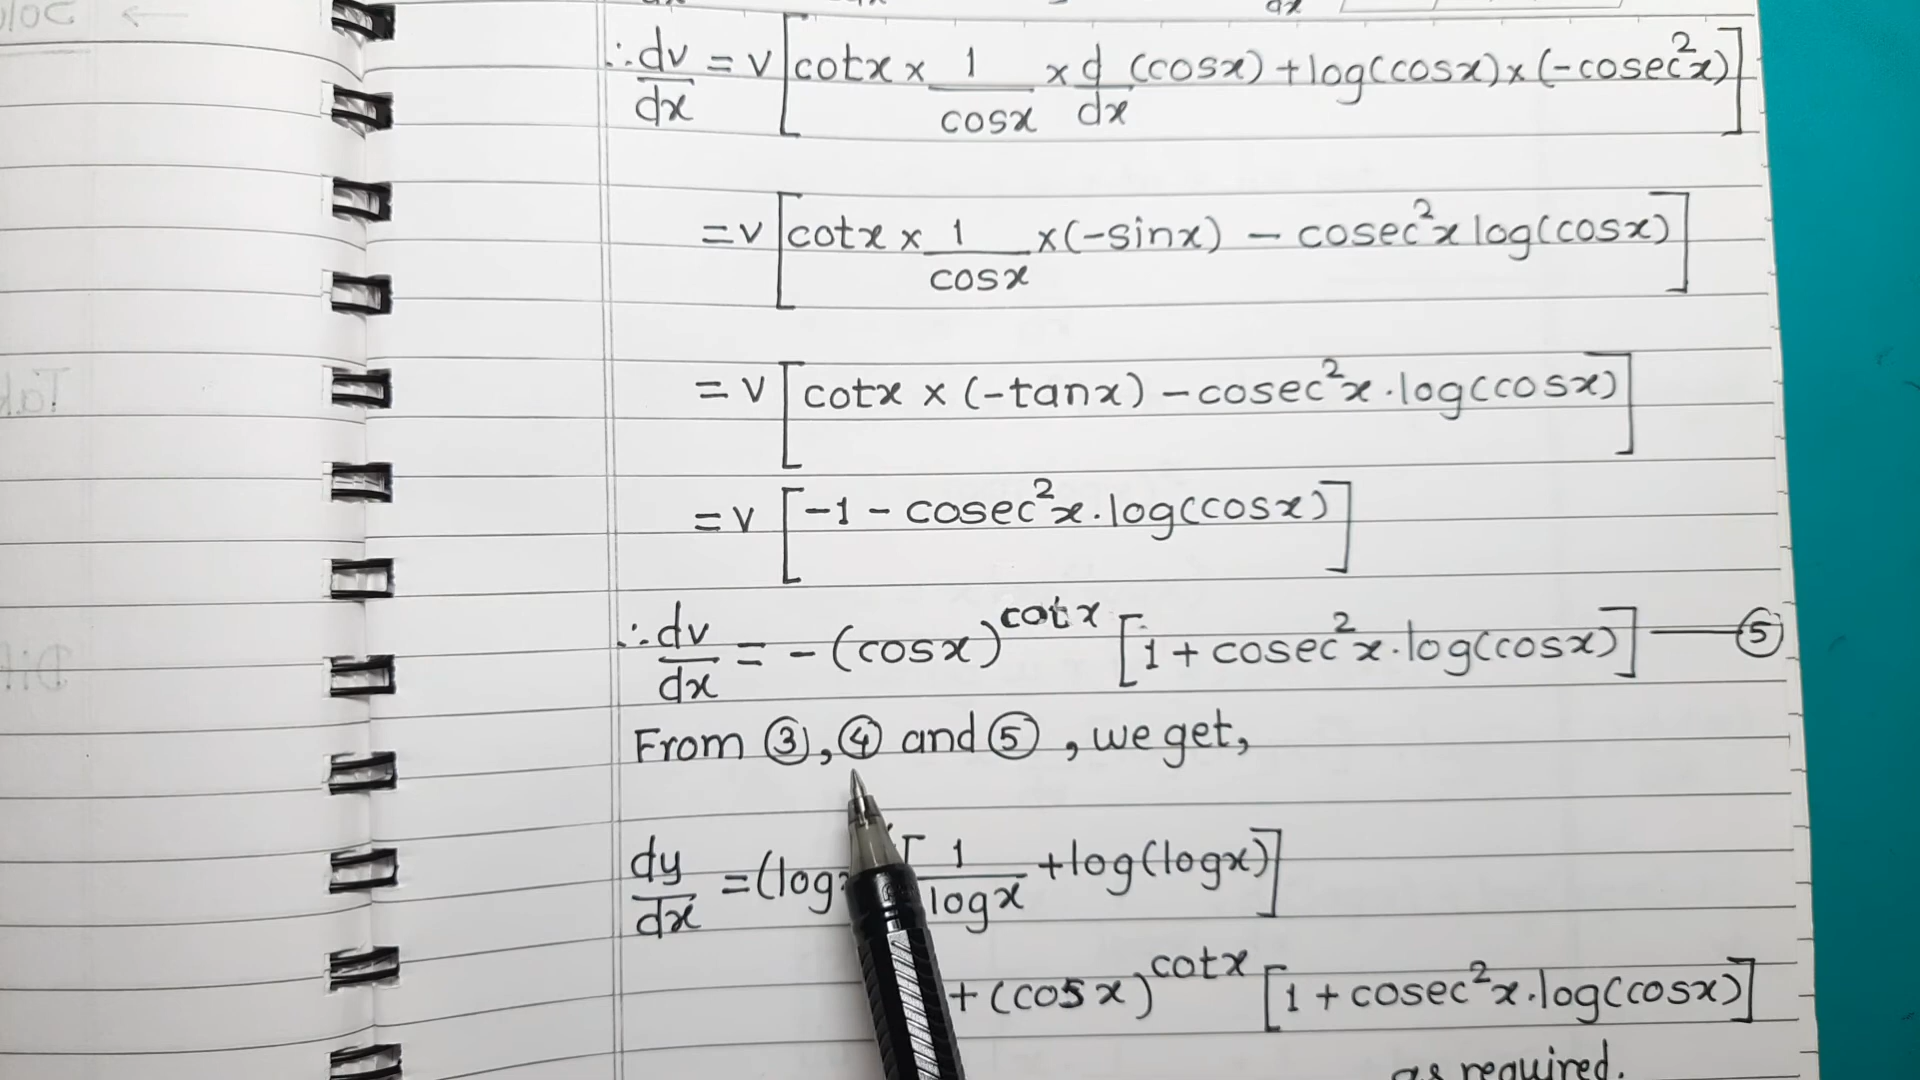 ∴ dv/dx = v [cotx × 1/cosx × d/dx (cosx) + log(cosx) × (-cosec²x)]
= v [cotx × 1/cosx × (-sinx) - cosec²x log(cosx)]
= v [cotx × (-tanx) - cosec²x · log(cosx)]
= v [-1 - cosec²x · log(cosx)]
∴ dv/dx = -(cosx)^cotx [1 + cosec²x · log(cosx)] — ⑤
From ③, ④ and ⑤, we get,
dy/dx = (log [1/logx + log(logx)]
+ (cosx)^cotx [1 + cosec²x · log(cosx)]
as required.